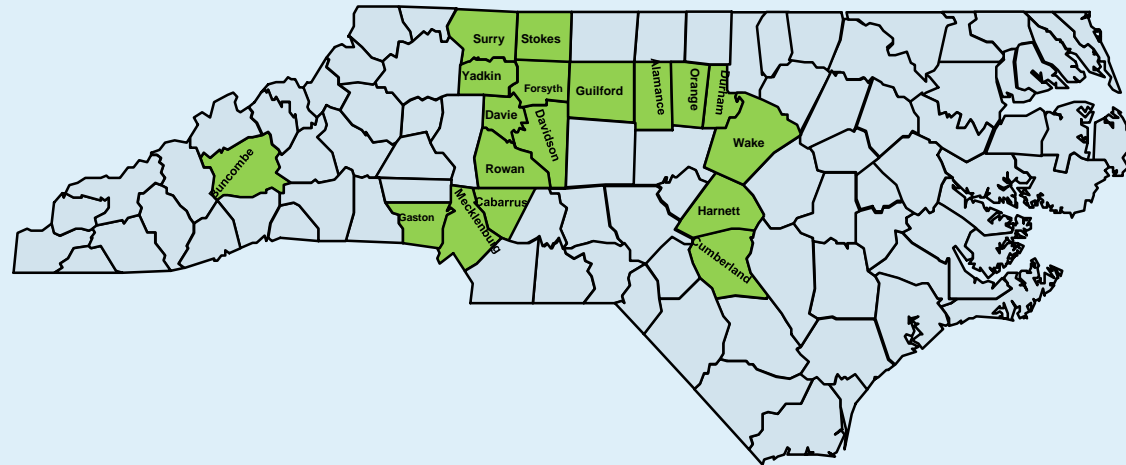 Surry
Stokes
Yadkin
Forsyth
Guilford
Alamance
Orange
Durham
Davie
Davidson
Wake
Buncombe
Rowan
Mecklenburg
Cabarrus
Gaston
Harnett
Cumberland